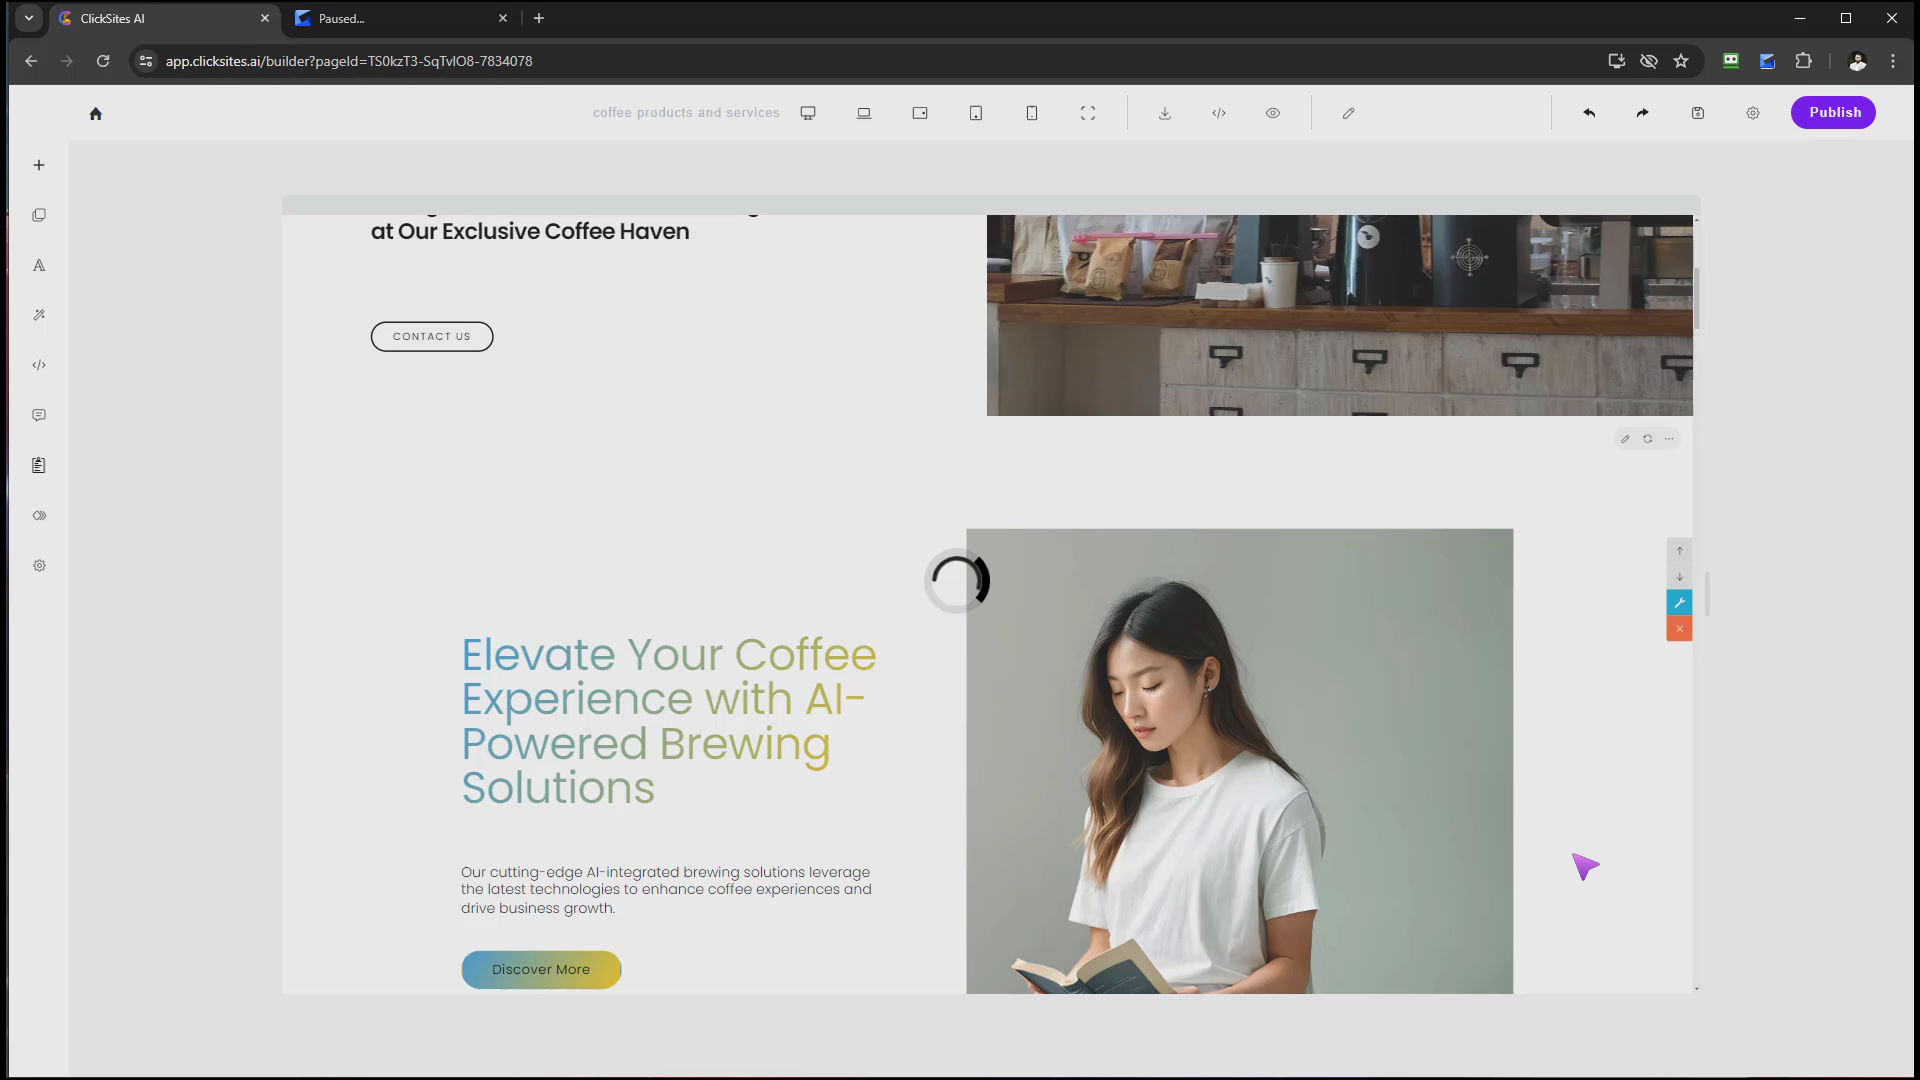 ClickSites AI
Paused...
app.clicksites.ai/builder?pageId=TS0kzT3-SqTvlO8-7834078
coffee products and services
Publish
at Our Exclusive Coffee Haven
CONTACT US
Elevate Your Coffee
Experience with AI-
Powered Brewing
Solutions
Our cutting-edge AI-integrated brewing solutions leverage
the latest technologies to enhance coffee experiences and
drive business growth.
Discover More